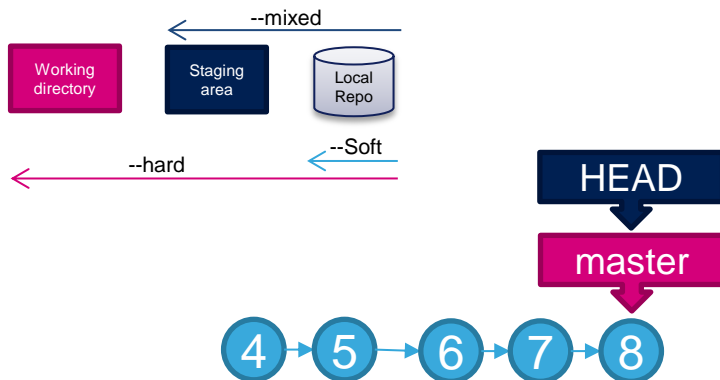 --mixed
Working
directory
Staging
area
Local
Repo
--Soft
--hard
HEAD
master
4 5 6 7 8